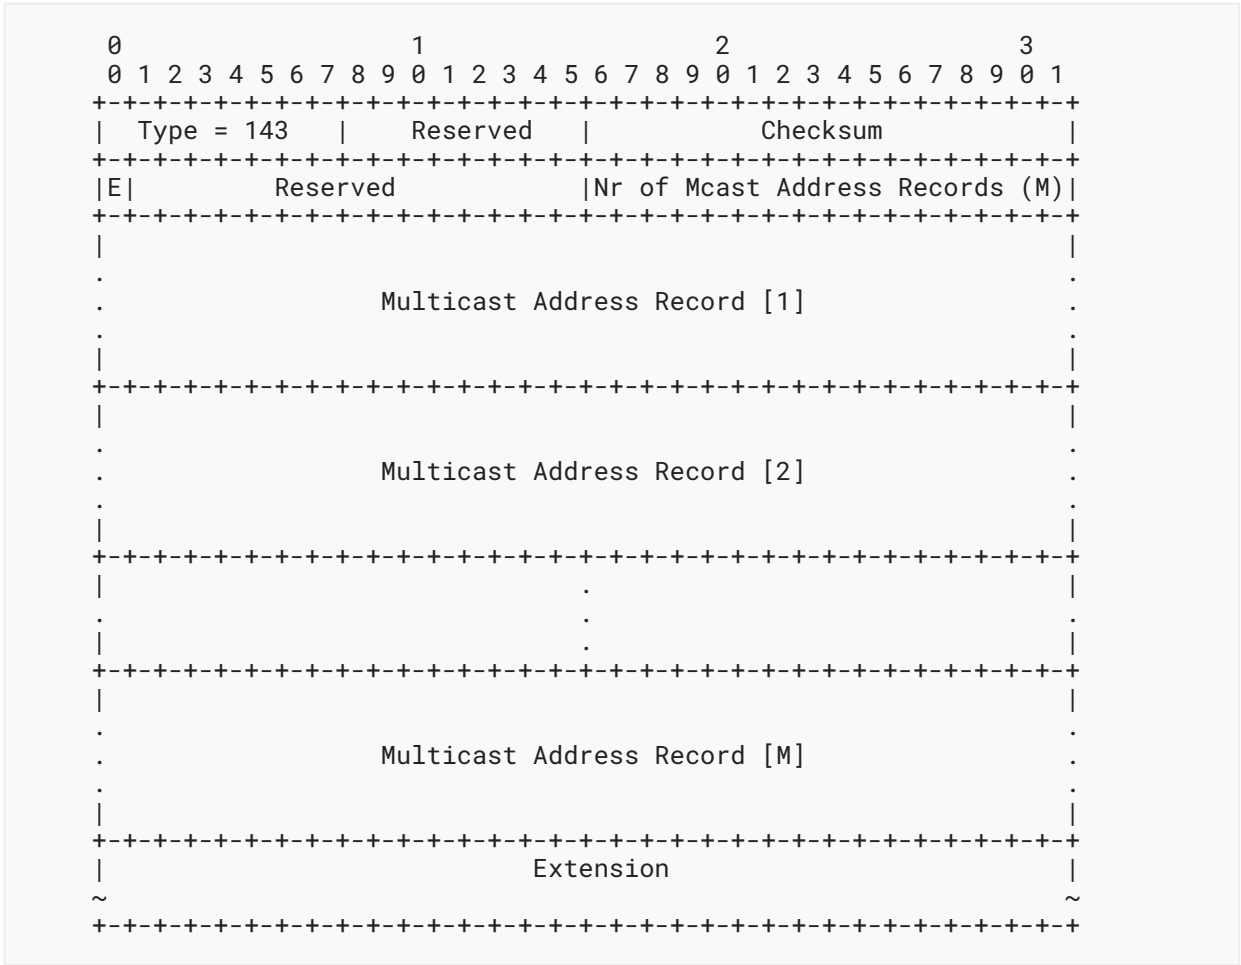 0                   1                   2                   3
 0 1 2 3 4 5 6 7 8 9 0 1 2 3 4 5 6 7 8 9 0 1 2 3 4 5 6 7 8 9 0 1
+-+-+-+-+-+-+-+-+-+-+-+-+-+-+-+-+-+-+-+-+-+-+-+-+-+-+-+-+-+-+-+-+
|  Type = 143   |    Reserved   |           Checksum            |
+-+-+-+-+-+-+-+-+-+-+-+-+-+-+-+-+-+-+-+-+-+-+-+-+-+-+-+-+-+-+-+-+
|E|         Reserved            |Nr of Mcast Address Records (M)|
+-+-+-+-+-+-+-+-+-+-+-+-+-+-+-+-+-+-+-+-+-+-+-+-+-+-+-+-+-+-+-+-+
|                                                               |
.                                                               .
.                  Multicast Address Record [1]                 .
.                                                               .
|                                                               |
+-+-+-+-+-+-+-+-+-+-+-+-+-+-+-+-+-+-+-+-+-+-+-+-+-+-+-+-+-+-+-+-+
|                                                               |
.                                                               .
.                  Multicast Address Record [2]                 .
.                                                               .
|                                                               |
+-+-+-+-+-+-+-+-+-+-+-+-+-+-+-+-+-+-+-+-+-+-+-+-+-+-+-+-+-+-+-+-+
|                               .                               |
.                               .                               .
|                               .                               |
+-+-+-+-+-+-+-+-+-+-+-+-+-+-+-+-+-+-+-+-+-+-+-+-+-+-+-+-+-+-+-+-+
|                                                               |
.                                                               .
.                  Multicast Address Record [M]                 .
.                                                               .
|                                                               |
+-+-+-+-+-+-+-+-+-+-+-+-+-+-+-+-+-+-+-+-+-+-+-+-+-+-+-+-+-+-+-+-+
|                            Extension                          |
~                                                               ~
+-+-+-+-+-+-+-+-+-+-+-+-+-+-+-+-+-+-+-+-+-+-+-+-+-+-+-+-+-+-+-+-+